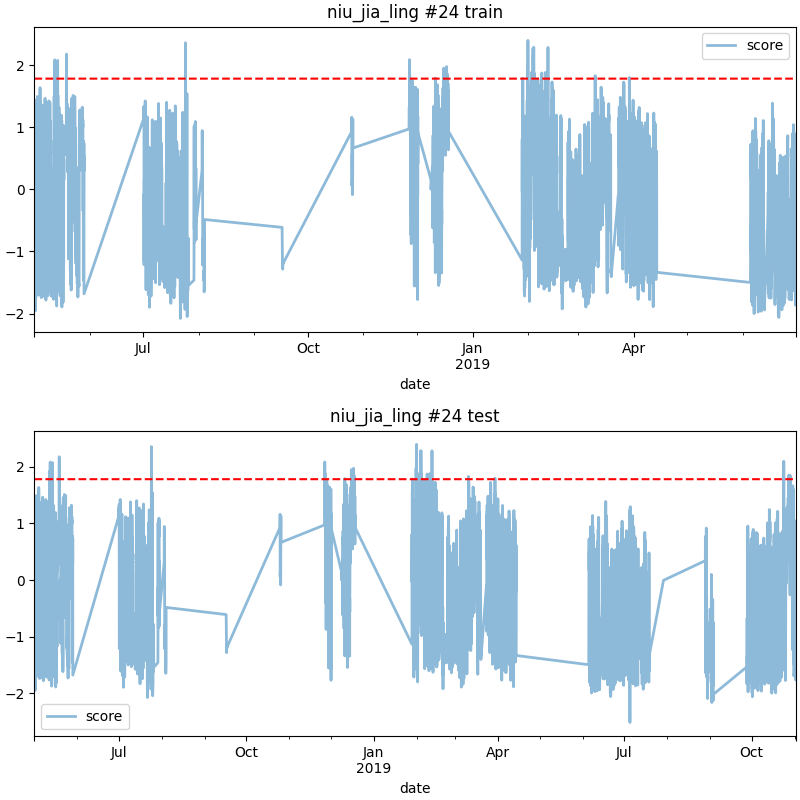 niu_jia_ling #24 train
score
2
1
0
−1
−2
Jul Oct Jan Apr
2019
date
niu_jia_ling #24 test
2
1
0
−1
−2
score
Jul Oct Jan Apr Jul Oct
2019
date